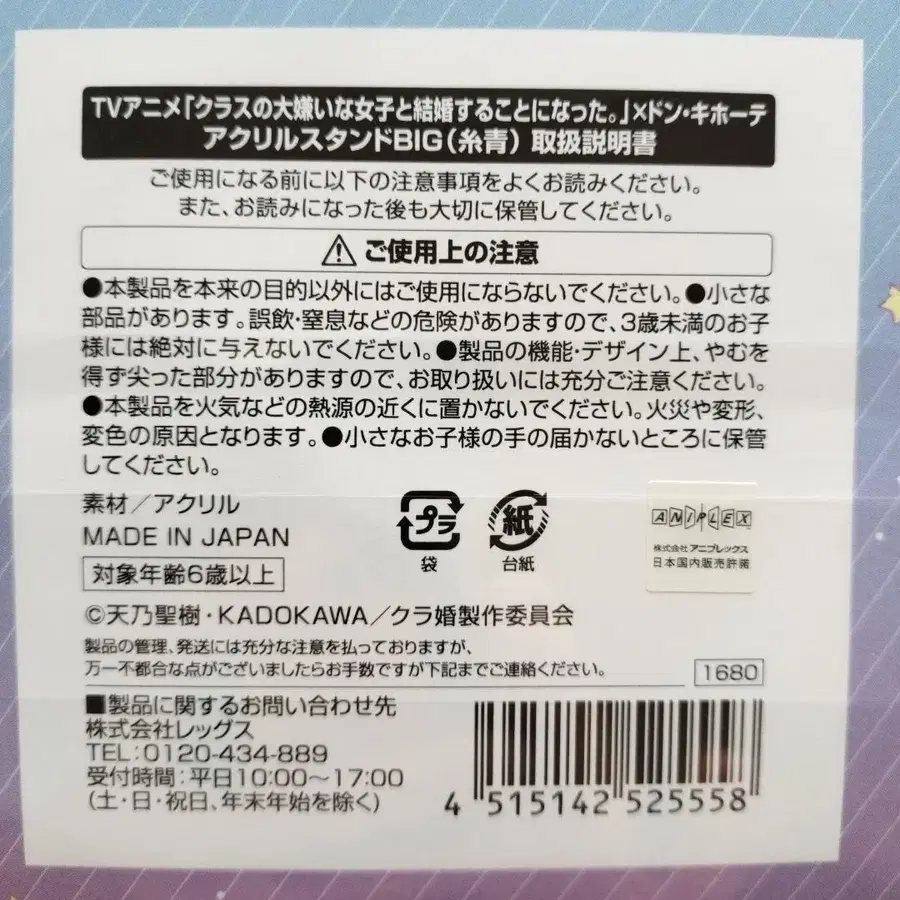 TVアニメ「クラスの大嫌いな女子と結婚することになった。」×ドン・キホーテ
アクリルスタンドBIG(糸青) 取扱説明書
ご使用になる前に以下の注意事項をよくお読みください。
また、お読みになった後も大切に保管してください。
ご使用上の注意
●本製品を本来の目的以外にはご使用にならないでください。●小さな
部品があります。誤飲・窒息などの危険がありますので、3歳未満のお子
様には絶対に与えないでください。●製品の機能・デザイン上、やむを
得ず尖った部分がありますので、お取り扱いには充分ご注意ください。
●本製品を火気などの熱源の近くに置かないでください。火災や変形、
変色の原因となります。●小さなお子様の手の届かないところに保管
してください。
素材/アクリル
MADE IN JAPAN
対象年齢6歳以上
プラ
袋
紙
台紙
ANIPLEX
株式会社アニプレックス
日本国内販売許諾
©天乃聖樹・KADOKAWA/クラ婚製作委員会
製品の管理、発送には充分な注意を払っておりますが、
万一不都合な点がございましたらお手数ですが下記までご連絡ください。
1680
■製品に関するお問い合わせ先
株式会社レッグス
TEL:0120-434-889
受付時間:平日10:00~17:00
(土・日・祝日、年末年始を除く)
4 515142 525558